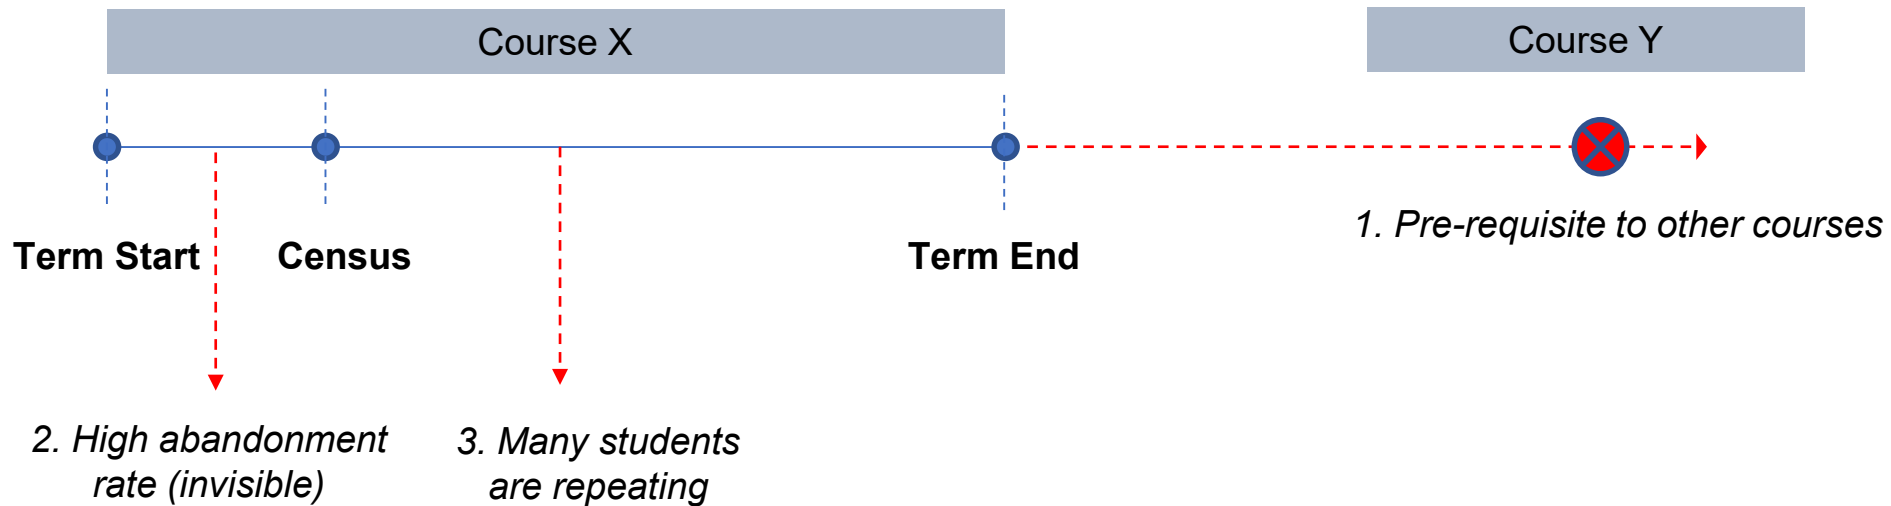 Course X
Course Y
Term Start
Census
Term End
1. Pre-requisite to other courses
2. High abandonment
rate (invisible)
3. Many students
are repeating